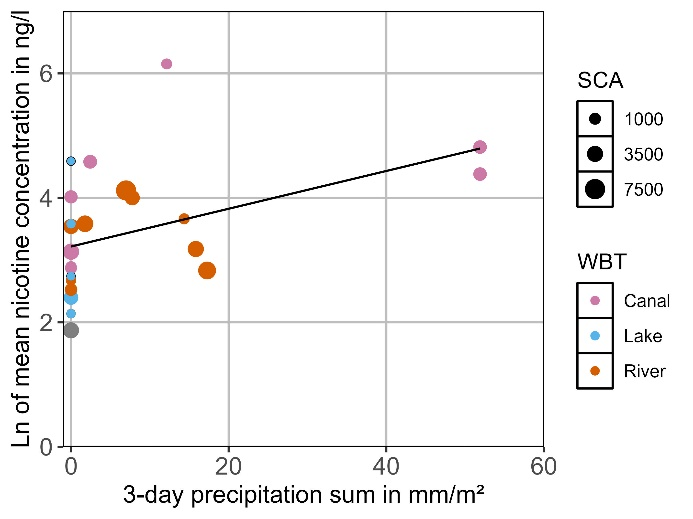 Ln of mean nicotine concentration in ng/l
6
4
2
0
0 20 40 60
3-day precipitation sum in mm/m²
SCA
1000
3500
7500
WBT
Canal
Lake
River